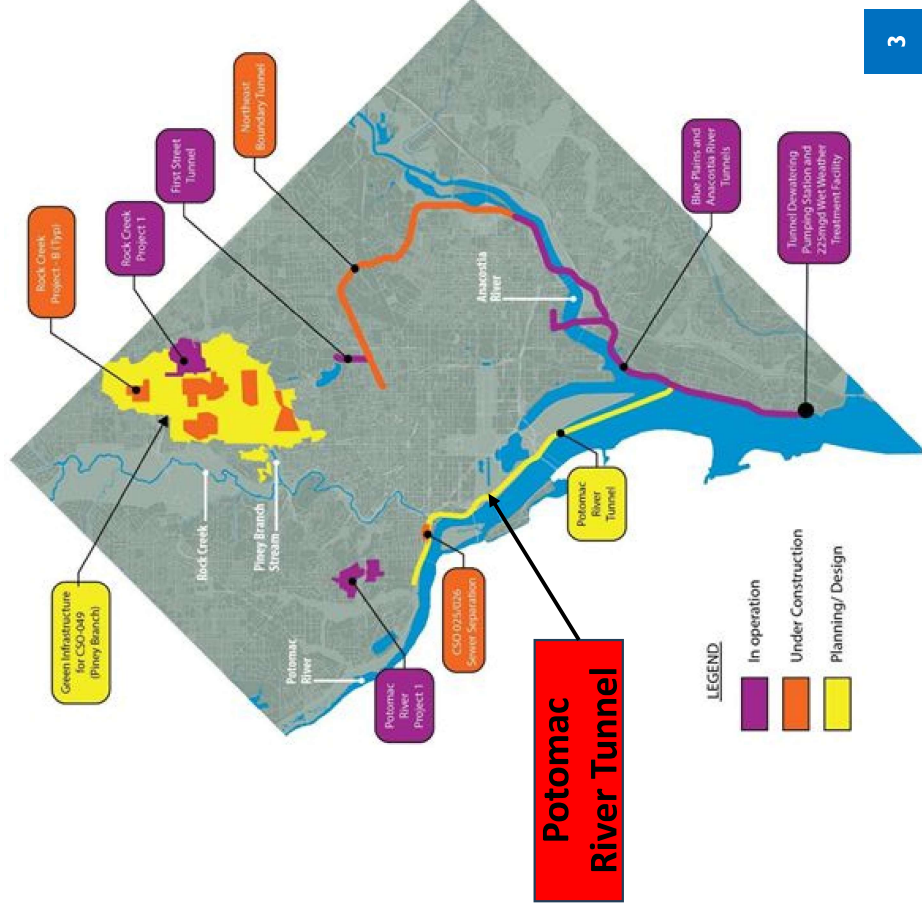 Rock Creek
Project - B (Typ)
Green Infrastructure
for CSO-049
(Piney Branch)
Rock Creek
Project 1
First Street
Tunnel
Northeast
Boundary Tunnel
Rock Creek
Piney Branch
Stream
Potomac
River
Potomac
River
Project 1
CSO 025/026
Sewer Separation
Anacostia
River
Potomac
River Tunnel
Potomac
River
Tunnel
Blue Plains and
Anacostia River
Tunnels
LEGEND
In operation
Under Construction
Planning/ Design
Tunnel Dewatering
Pumping Station and
225mgd Wet Weather
Treatment Facility
3